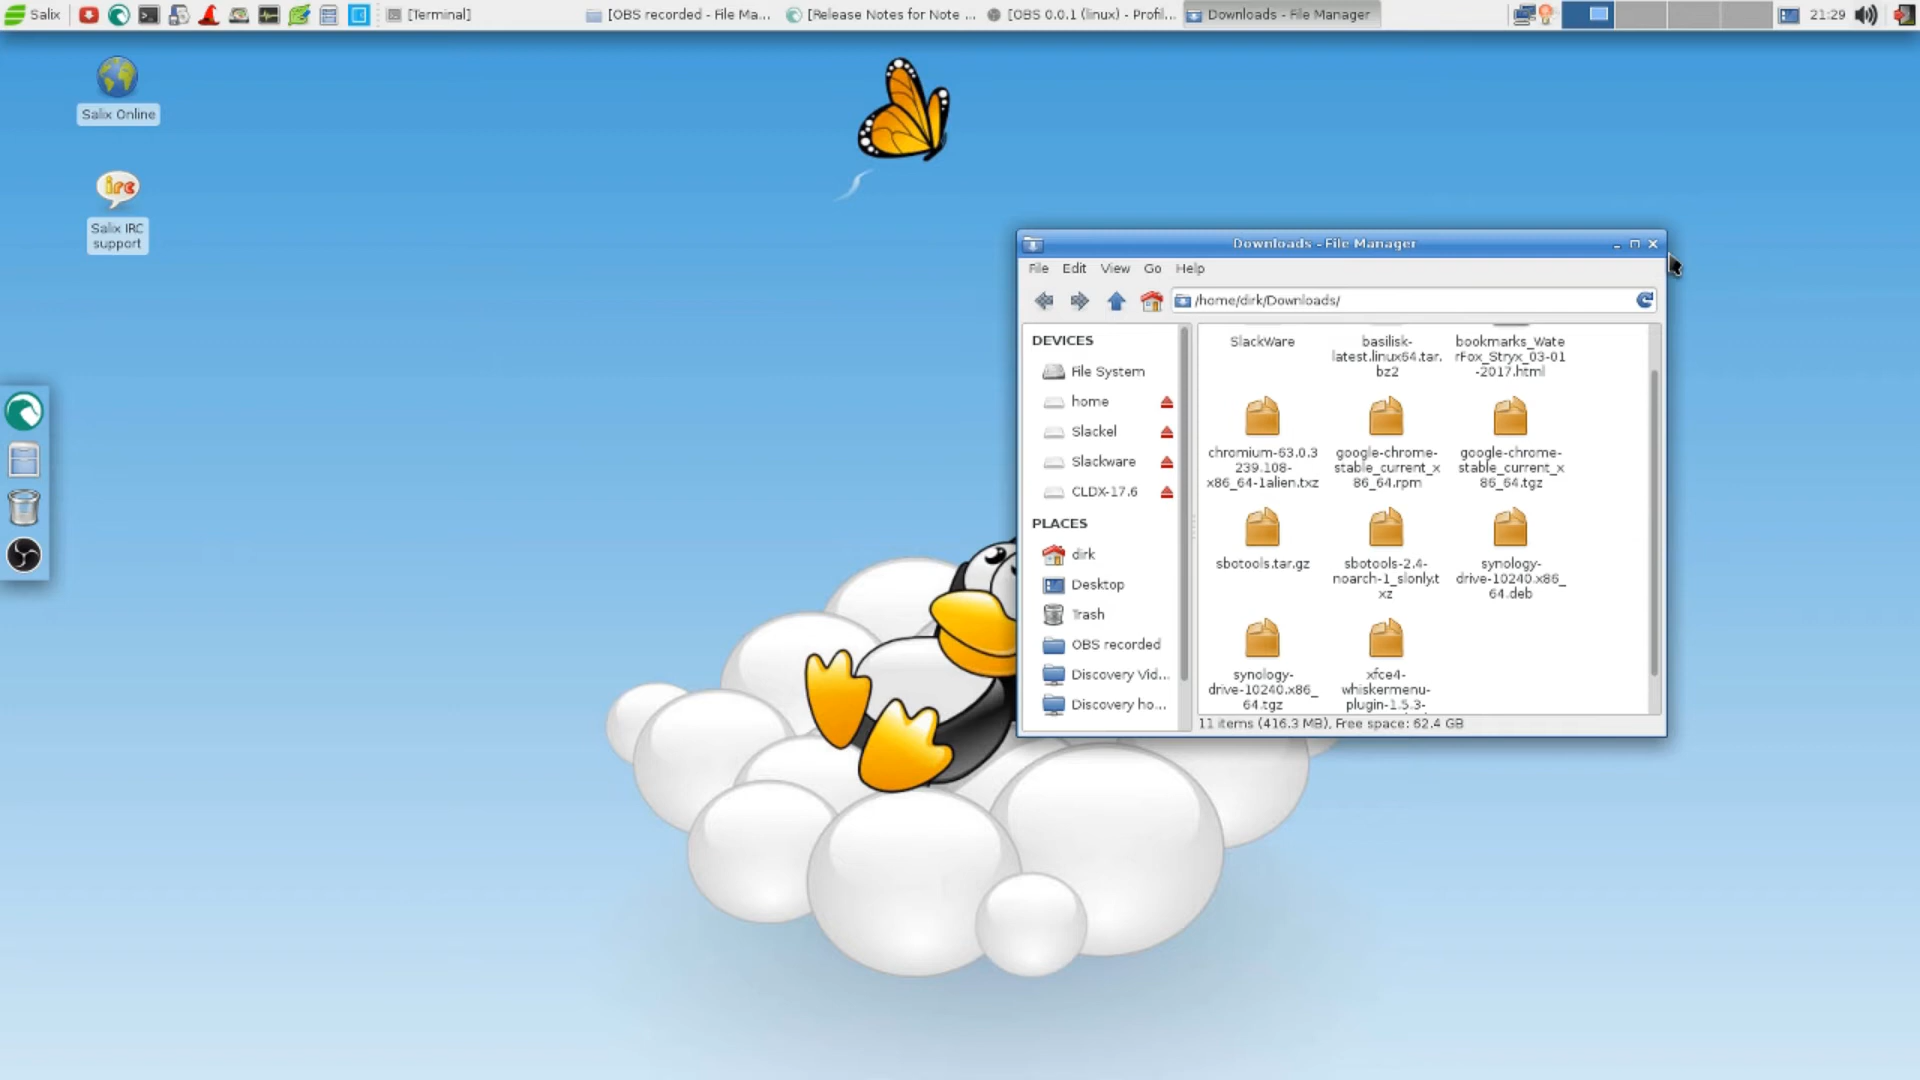 Salix
[Terminal]
[OBS recorded - File Ma...
[Release Notes for Note ...
[OBS 0.0.1 (linux) - Profil...
Downloads - File Manager
21:29
Salix Online
irc
Salix IRC
support
Downloads - File Manager
File Edit View Go Help
/home/dirk/Downloads/
DEVICES
File System
home
Slackel
Slackware
CLDX-17.6
PLACES
dirk
Desktop
Trash
OBS recorded
Discovery Vid...
Discovery ho...
SlackWare
basilisk-
latest.linux64.tar.
bz2
bookmarks_Wate
rFox_Stryx_03-01
-2017.html
chromium-63.0.3
239.108-
x86_64-1alien.txz
google-chrome-
stable_current_x
86_64.rpm
google-chrome-
stable_current_x
86_64.tgz
sbotools.tar.gz
sbotools-2.4-
noarch-1_slonly.t
xz
synology-
drive-10240.x86_
64.deb
synology-
drive-10240.x86_
64.tgz
xfce4-
whiskermenu-
plugin-1.5.3-
11 items (416.3 MB), Free space: 62.4 GB